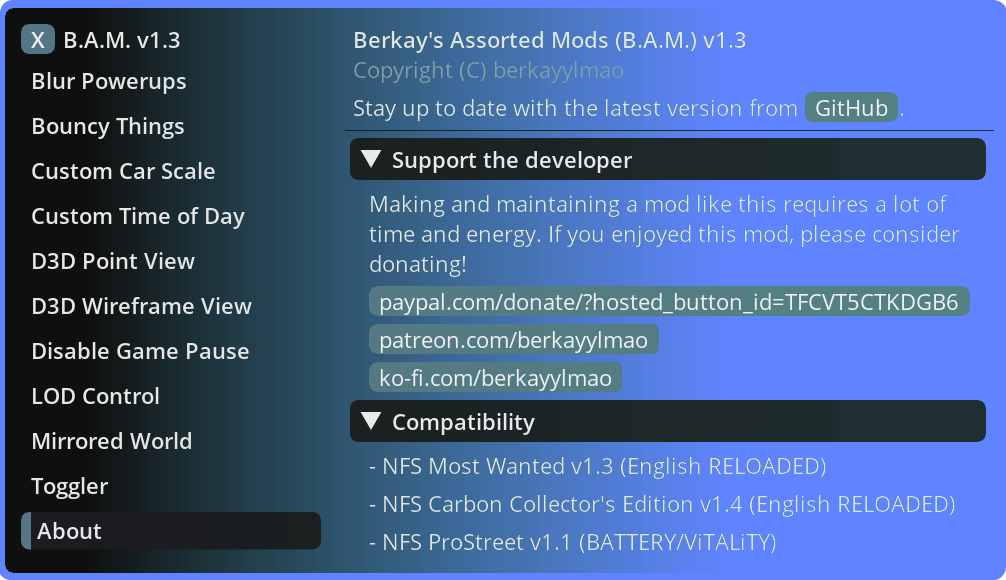 X B.A.M. v1.3
Blur Powerups
Bouncy Things
Custom Car Scale
Custom Time of Day
D3D Point View
D3D Wireframe View
Disable Game Pause
LOD Control
Mirrored World
Toggler
About
Berkay's Assorted Mods (B.A.M.) v1.3
Copyright (C) berkayylmao
Stay up to date with the latest version from GitHub .
Support the developer
Making and maintaining a mod like this requires a lot of
time and energy. If you enjoyed this mod, please consider
donating!
paypal.com/donate/?hosted_button_id=TFCVT5CTKDGB6
patreon.com/berkayylmao
ko-fi.com/berkayylmao
Compatibility
- NFS Most Wanted v1.3 (English RELOADED)
- NFS Carbon Collector's Edition v1.4 (English RELOADED)
- NFS ProStreet v1.1 (BATTERY/ViTALiTY)